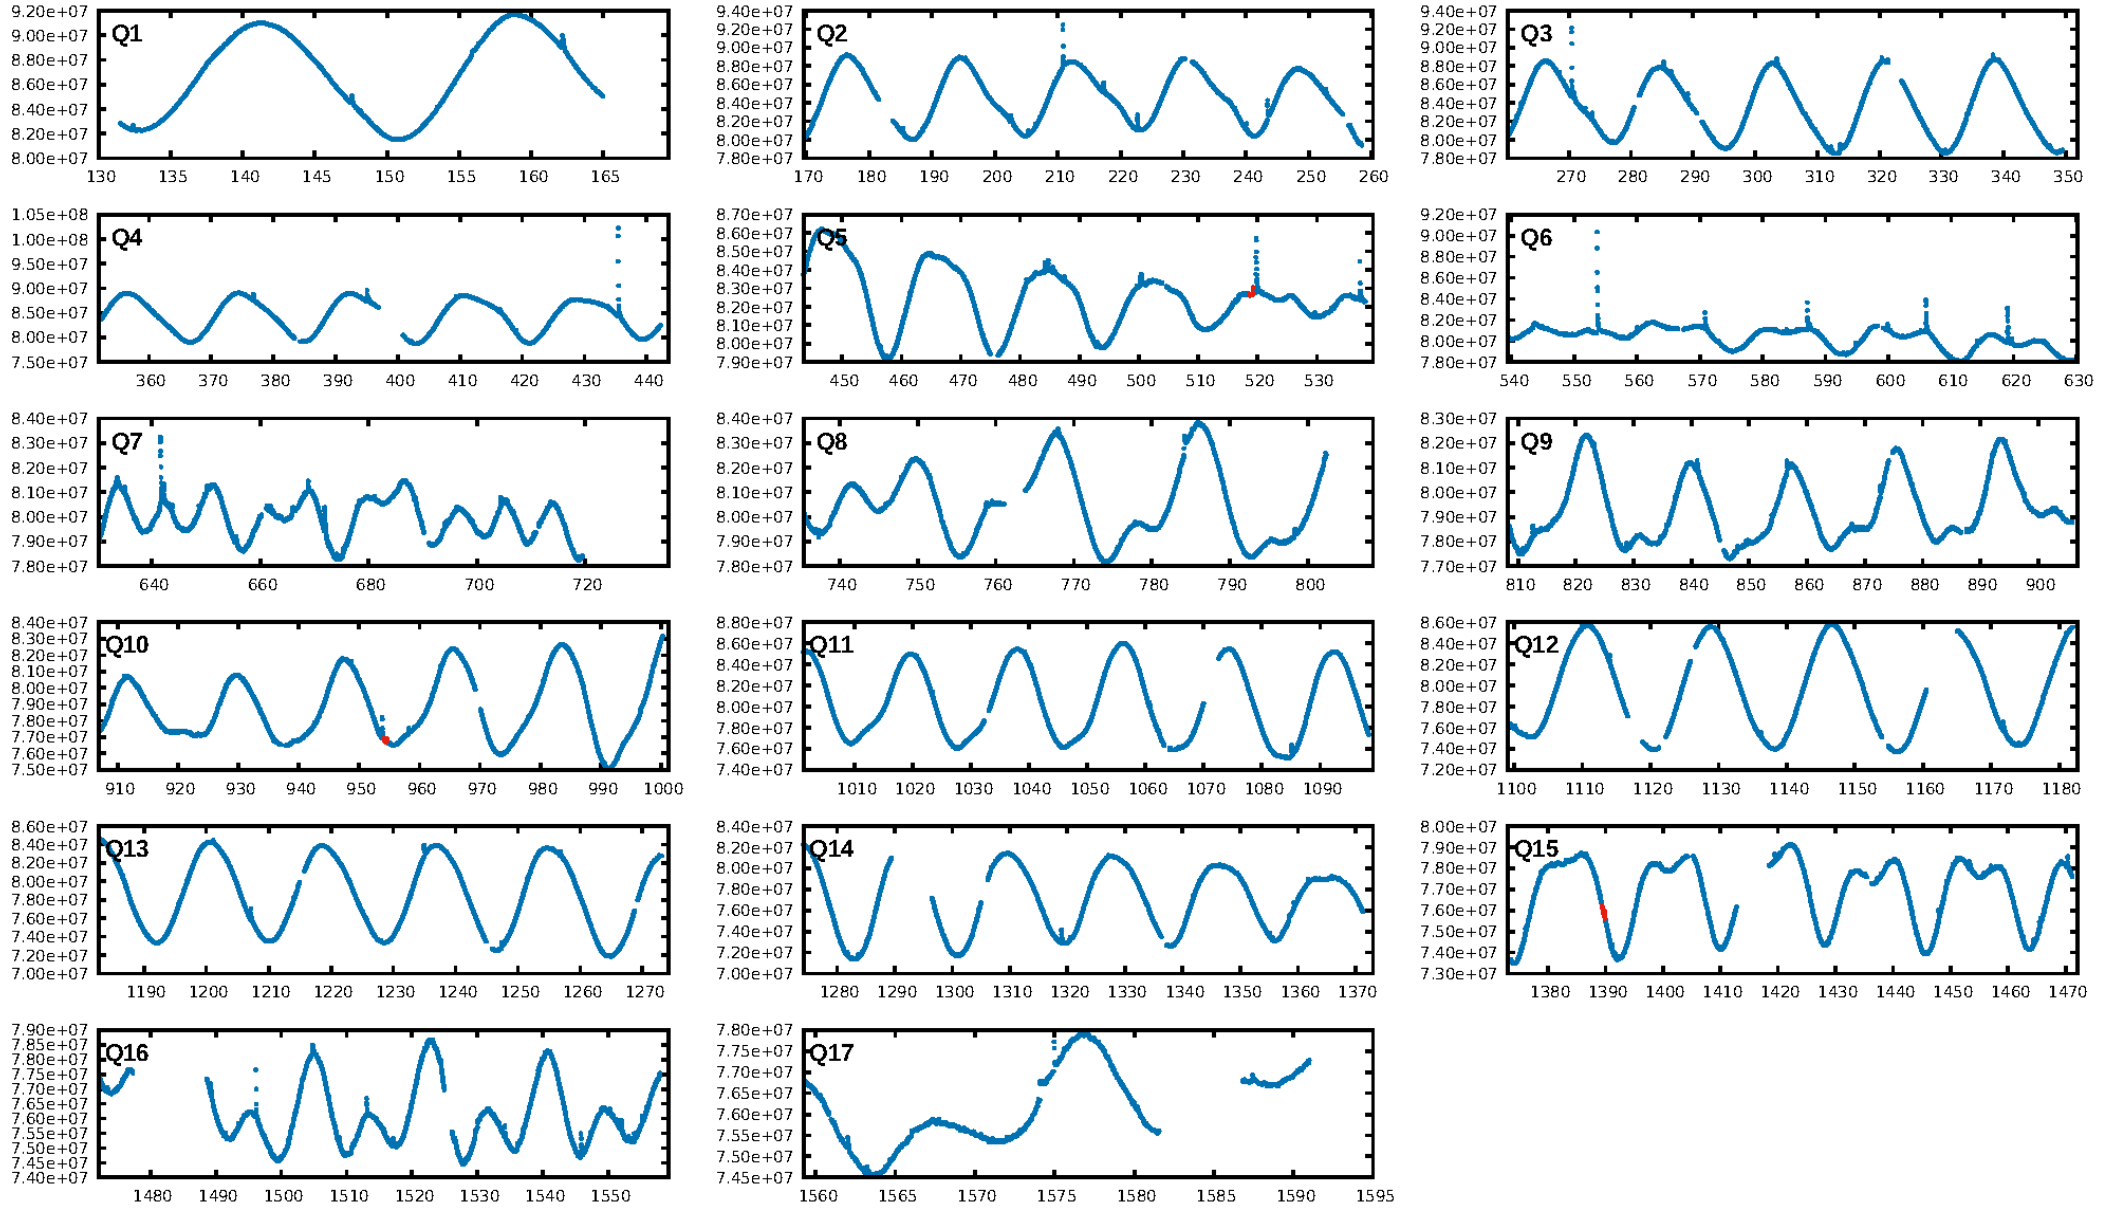 9.20e+07 9.00e+07 8.80e+07 8.60e+07 8.40e+07 8.20e+07 8.00e+07
Q1
130 135 140 145 150 155 160 165
9.40e+07 9.20e+07 9.00e+07 8.80e+07 8.60e+07 8.40e+07 8.20e+07 8.00e+07 7.80e+07
Q2
170 180 190 200 210 220 230 240 250 260
9.40e+07 9.20e+07 9.00e+07 8.80e+07 8.60e+07 8.40e+07 8.20e+07 8.00e+07 7.80e+07
Q3
270 280 290 300 310 320 330 340 350
1.05e+08 1.00e+08 9.50e+07 9.00e+07 8.50e+07 8.00e+07 7.50e+07
Q4
360 370 380 390 400 410 420 430 440
8.70e+07 8.60e+07 8.50e+07 8.40e+07 8.30e+07 8.20e+07 8.10e+07 8.00e+07 7.90e+07
Q5
450 460 470 480 490 500 510 520 530
9.20e+07 9.00e+07 8.80e+07 8.60e+07 8.40e+07 8.20e+07 8.00e+07 7.80e+07
Q6
540 550 560 570 580 590 600 610 620 630
8.40e+07 8.30e+07 8.20e+07 8.10e+07 8.00e+07 7.90e+07 7.80e+07
Q7
640 660 680 700 720
8.40e+07 8.30e+07 8.20e+07 8.10e+07 8.00e+07 7.90e+07 7.80e+07
Q8
740 750 760 770 780 790 800
8.30e+07 8.20e+07 8.10e+07 8.00e+07 7.90e+07 7.80e+07 7.70e+07
Q9
810 820 830 840 850 860 870 880 890 900
8.40e+07 8.30e+07 8.20e+07 8.10e+07 8.00e+07 7.90e+07 7.80e+07 7.70e+07 7.60e+07 7.50e+07
Q10
910 920 930 940 950 960 970 980 990 1000
8.80e+07 8.60e+07 8.40e+07 8.20e+07 8.00e+07 7.80e+07 7.60e+07 7.40e+07
Q11
1010 1020 1030 1040 1050 1060 1070 1080 1090
8.60e+07 8.40e+07 8.20e+07 8.00e+07 7.80e+07 7.60e+07 7.40e+07 7.20e+07
Q12
1100 1110 1120 1130 1140 1150 1160 1170 1180
8.60e+07 8.40e+07 8.20e+07 8.00e+07 7.80e+07 7.60e+07 7.40e+07 7.20e+07 7.00e+07
Q13
1190 1200 1210 1220 1230 1240 1250 1260 1270
8.40e+07 8.20e+07 8.00e+07 7.80e+07 7.60e+07 7.40e+07 7.20e+07 7.00e+07
Q14
1280 1290 1300 1310 1320 1330 1340 1350 1360 1370
8.00e+07 7.90e+07 7.80e+07 7.70e+07 7.60e+07 7.50e+07 7.40e+07 7.30e+07
Q15
1380 1390 1400 1410 1420 1430 1440 1450 1460 1470
7.90e+07 7.85e+07 7.80e+07 7.75e+07 7.70e+07 7.65e+07 7.60e+07 7.55e+07 7.50e+07 7.45e+07 7.40e+07
Q16
1480 1490 1500 1510 1520 1530 1540 1550
7.80e+07 7.75e+07 7.70e+07 7.65e+07 7.60e+07 7.55e+07 7.50e+07 7.45e+07
Q17
1560 1565 1570 1575 1580 1585 1590 1595